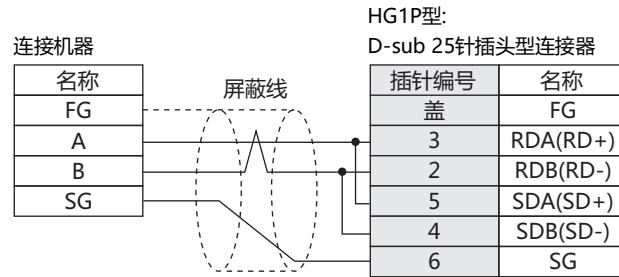 HG1P型:
连接机器
D-sub 25针插头型连接器
名称
屏蔽线
插针编号 名称
FG
盖 FG
A
3 RDA(RD+)
B
2 RDB(RD-)
SG
5 SDA(SD+)
4 SDB(SD-)
6 SG